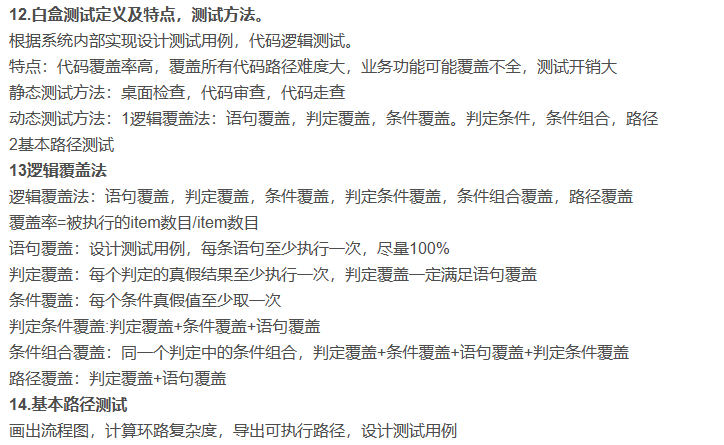 12.白盒测试定义及特点，测试方法。
根据系统内部实现设计测试用例，代码逻辑测试。
特点：代码覆盖率高，覆盖所有代码路径难度大，业务功能可能覆盖不全，测试开销大
静态测试方法：桌面检查，代码审查，代码走查
动态测试方法：1逻辑覆盖法：语句覆盖，判定覆盖，条件覆盖。判定条件，条件组合，路径
2基本路径测试
13逻辑覆盖法
逻辑覆盖法：语句覆盖，判定覆盖，条件覆盖，判定条件覆盖，条件组合覆盖，路径覆盖
覆盖率=被执行的item数目/item数目
语句覆盖：设计测试用例，每条语句至少执行一次，尽量100%
判定覆盖：每个判定的真假结果至少执行一次，判定覆盖一定满足语句覆盖
条件覆盖：每个条件真假值至少取一次
判定条件覆盖:判定覆盖+条件覆盖+语句覆盖
条件组合覆盖：同一个判定中的条件组合，判定覆盖+条件覆盖+语句覆盖+判定条件覆盖
路径覆盖：判定覆盖+语句覆盖
14.基本路径测试
画出流程图，计算环路复杂度，导出可执行路径，设计测试用例